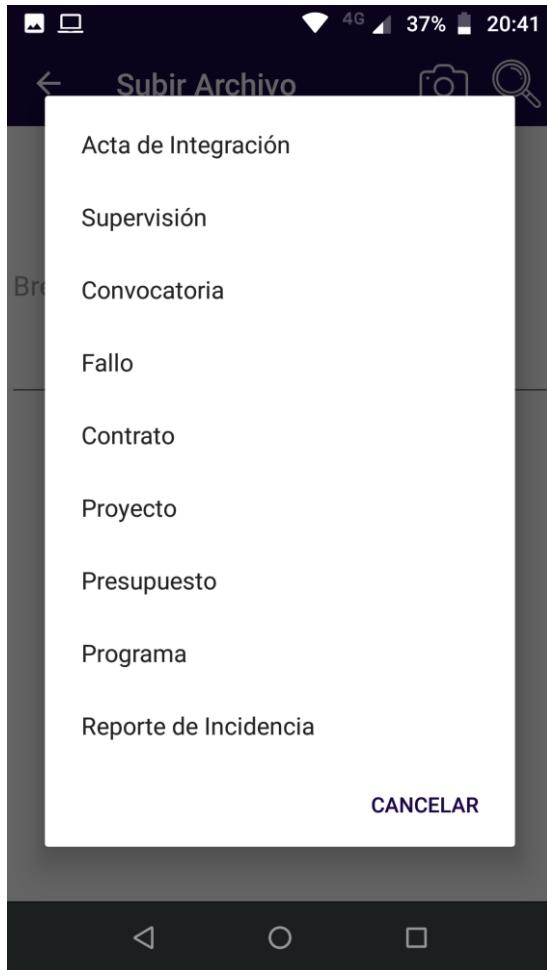 4G 37% 20:41
Subir Archivo
Acta de Integración
Supervisión
Bre
Convocatoria
Fallo
Contrato
Proyecto
Presupuesto
Programa
Reporte de Incidencia
CANCELAR